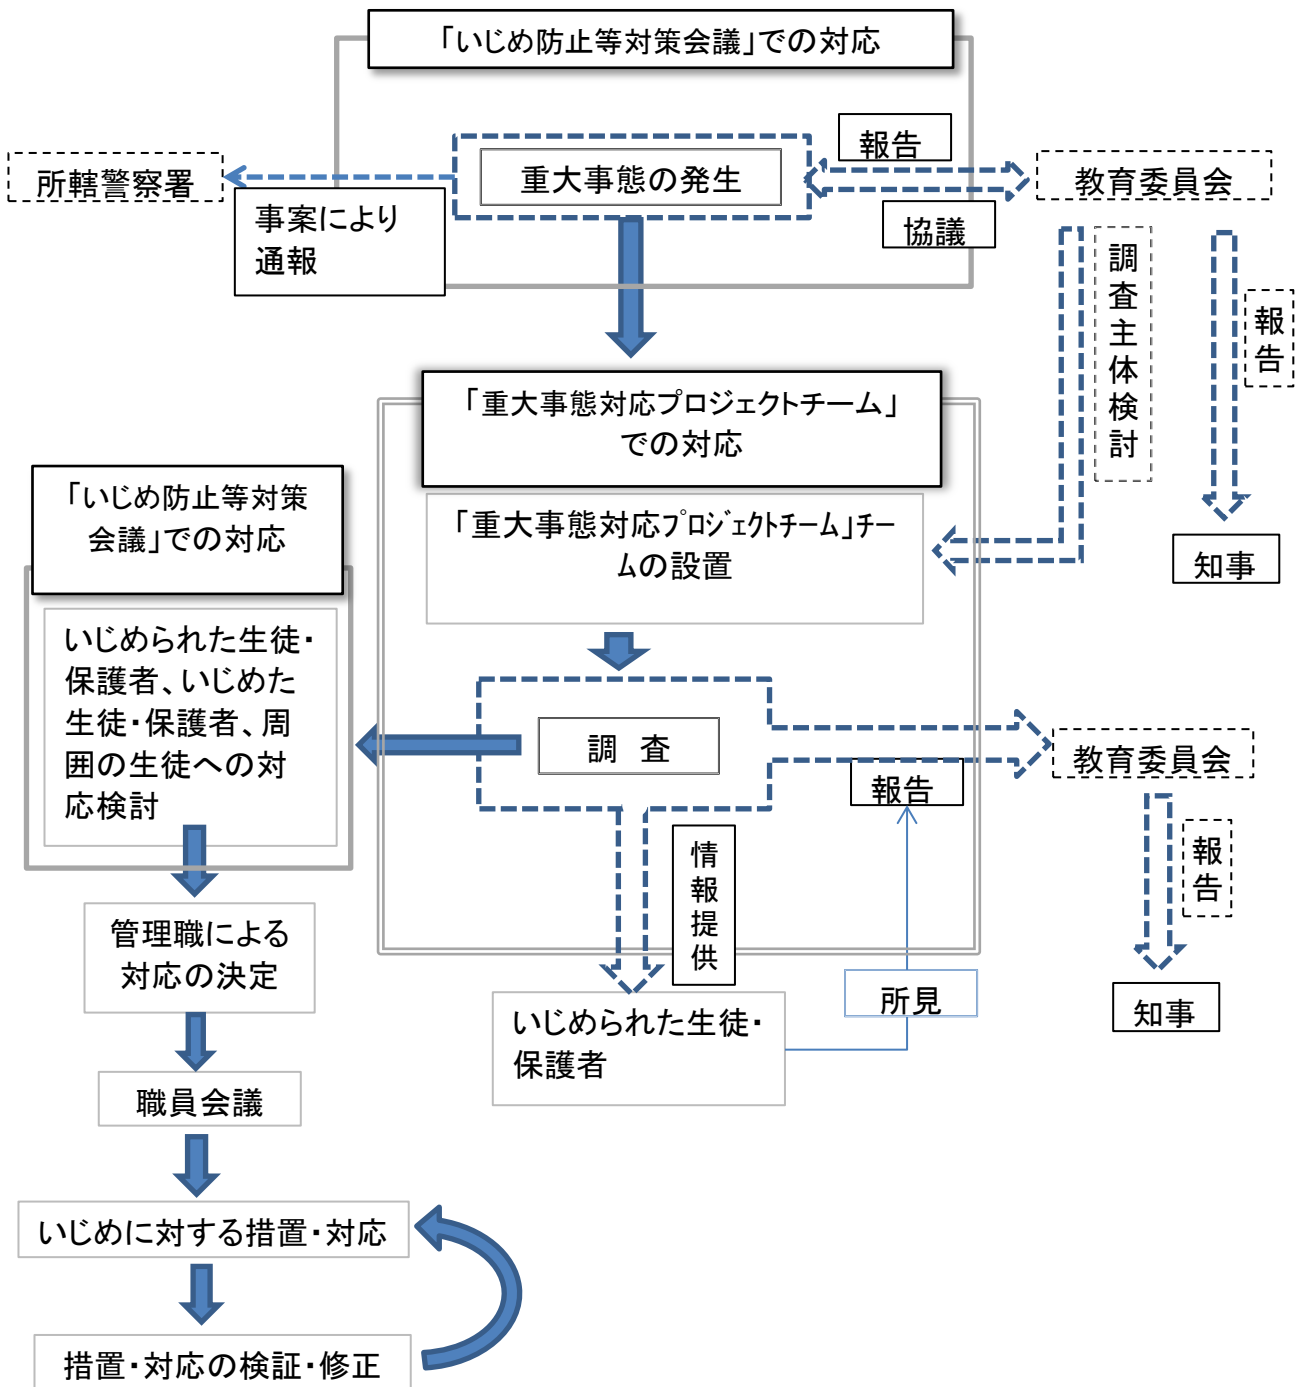 「いじめ防止等対策会議」での対応
報告
重大事態の発生
所轄警察署
教育委員会
事案により
通報
協議
調査主体検討
報告
「重大事態対応プロジェクトチーム」
での対応
「いじめ防止等対策
会議」での対応
「重大事態対応ﾌﾟﾛｼﾞｪｸﾄﾁｰﾑ」チー
ムの設置
知事
いじめられた生徒・
保護者、いじめた
生徒・保護者、周
囲の生徒への対
応検討
調 査
教育委員会
報告
情報提供
報告
管理職による
対応の決定
所見
知事
いじめられた生徒・
保護者
職員会議
いじめに対する措置・対応
措置・対応の検証・修正